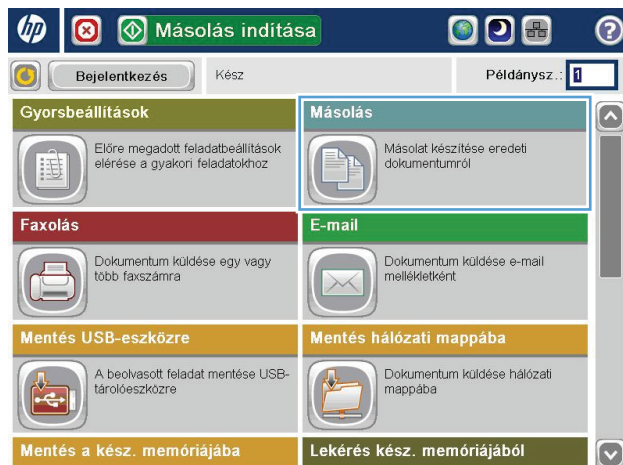 hp
Másolás indítása
?
Bejelentkezés
Kész
Példánysz.: 1
Gyorsbeállítások
Előre megadott feladatbeállítások
elérése a gyakori feladatokhoz
Másolás
Másolat készítése eredeti
dokumentumról
Faxolás
Dokumentum küldése egy vagy
több faxszámra
E-mail
Dokumentum küldése e-mail
mellékletként
Mentés USB-eszközre
A beolvasott feladat mentése USB-
tárolóeszközre
Mentés hálózati mappába
Dokumentum küldése hálózati
mappába
Mentés a kész. memóriájába
Lekérés kész. memóriájából